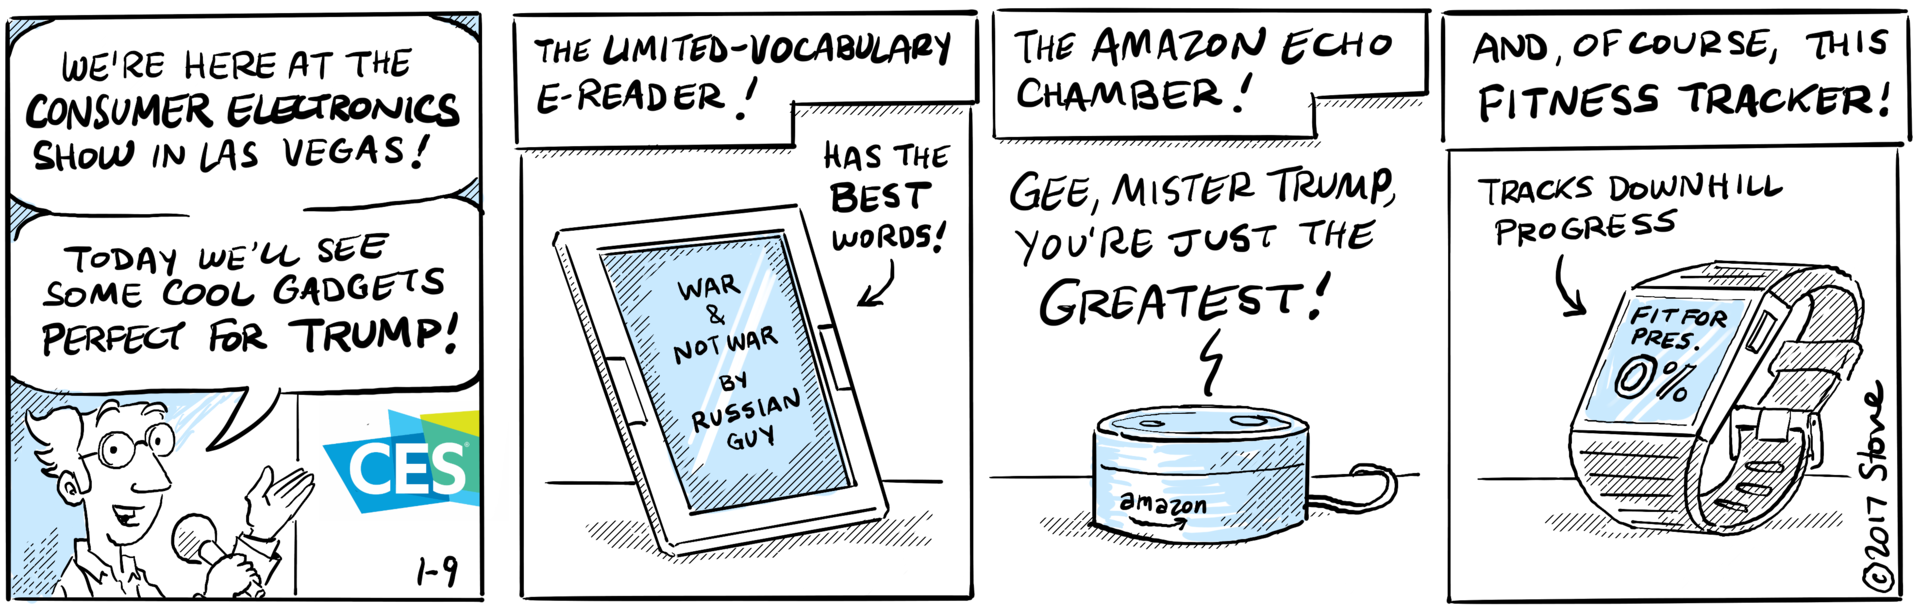 WE'RE HERE AT THE
CONSUMER ELECTRONICS
SHOW IN LAS VEGAS!
TODAY WE'LL SEE
SOME COOL GADGETS
PERFECT FOR TRUMP!
CES
1-9
THE LIMITED-VOCABULARY
E-READER!
HAS THE
BEST
WORDS!
WAR
&
NOT WAR
BY
RUSSIAN
GUY
THE AMAZON ECHO
CHAMBER!
GEE, MISTER TRUMP,
YOU'RE JUST THE
GREATEST!
amazon
AND, OF COURSE, THIS
FITNESS TRACKER!
TRACKS DOWNHILL
PROGRESS
FIT FOR
PRES.
0%
©2017 Stone